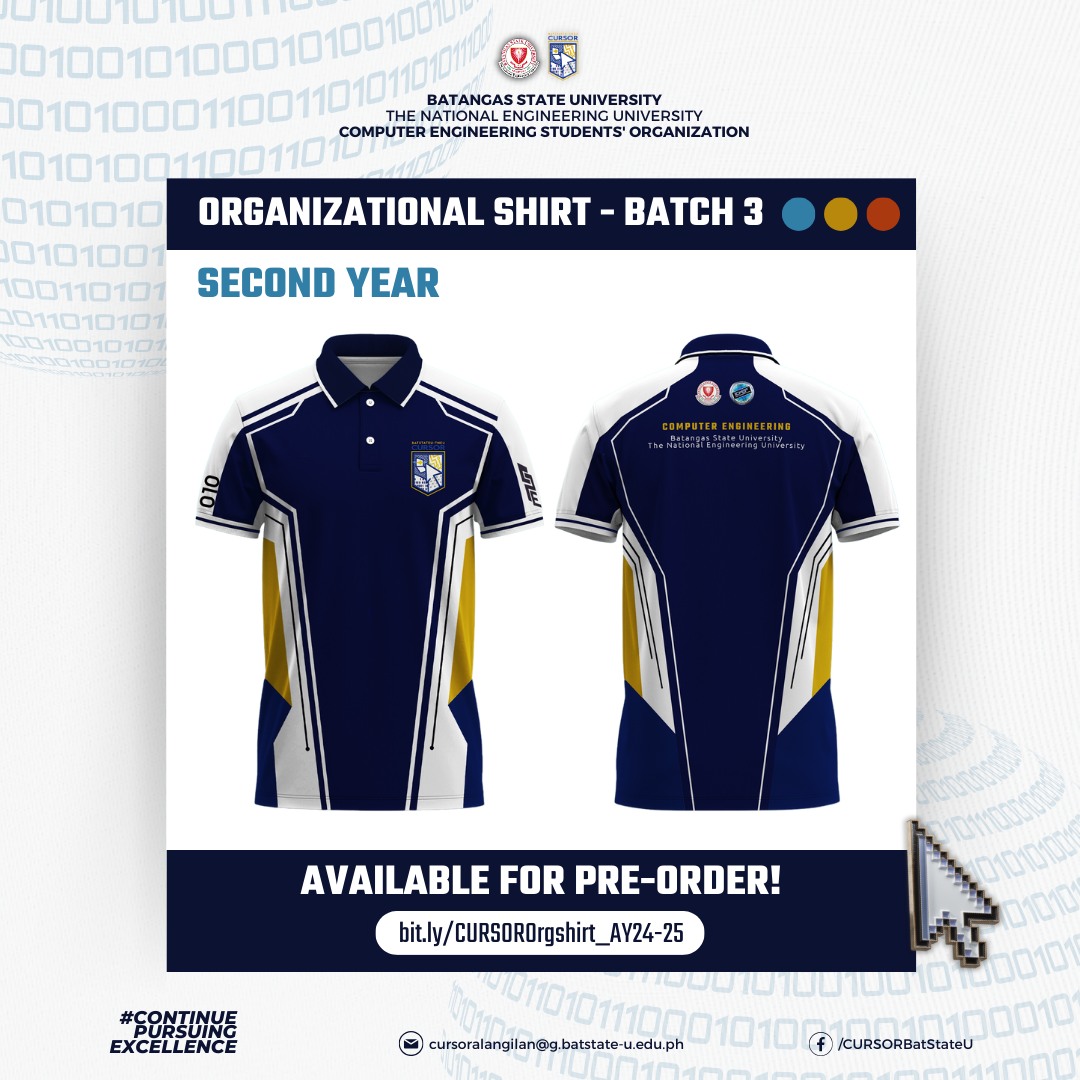 CURSOR
BATANGAS STATE UNIVERSITY
THE NATIONAL ENGINEERING UNIVERSITY
COMPUTER ENGINEERING STUDENTS' ORGANIZATION
ORGANIZATIONAL SHIRT - BATCH 3
SECOND YEAR
CURSOR
010
COMPUTER ENGINEERING
Batangas State University
The National Engineering University
AVAILABLE FOR PRE-ORDER!
bit.ly/CURSOROrgshirt_AY24-25
#CONTINUE
PURSUING
EXCELLENCE
cursoralangilan@g.batstate-u.edu.ph
/CURSORBatStateU